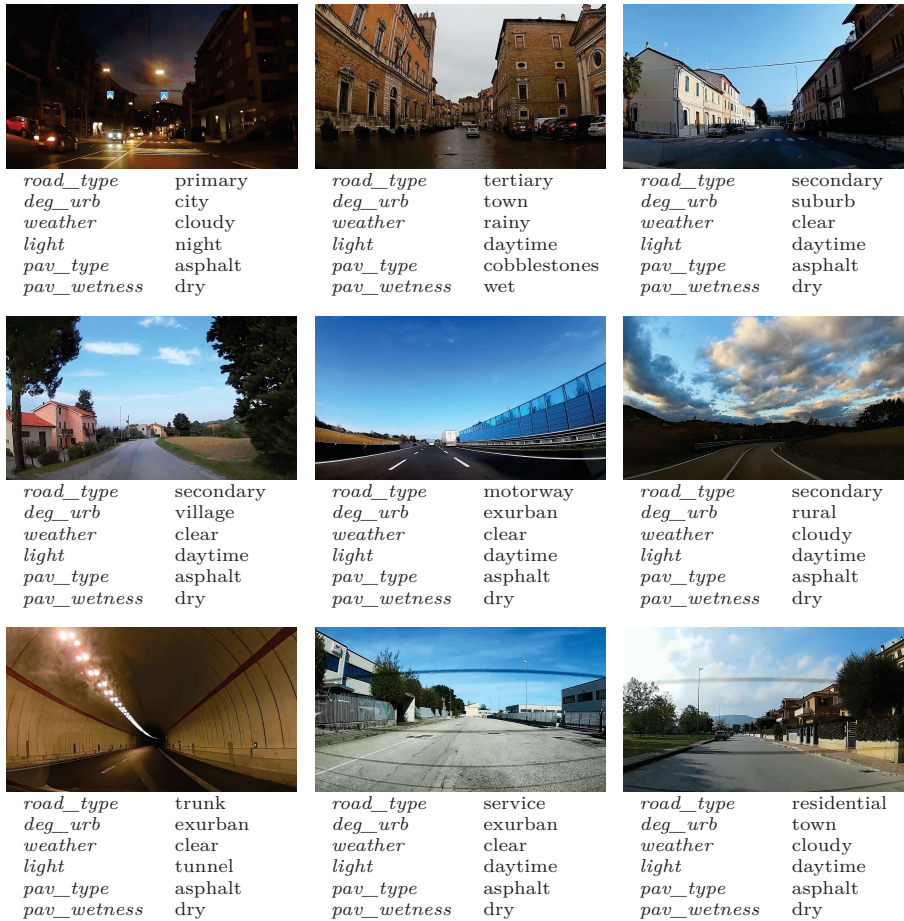 road_type primary
deg_urb city
weather cloudy
light night
pav_type asphalt
pav_wetness dry
road_type tertiary
deg_urb town
weather rainy
light daytime
pav_type cobblestones
pav_wetness wet
road_type secondary
deg_urb suburb
weather clear
light daytime
pav_type asphalt
pav_wetness dry
road_type secondary
deg_urb village
weather clear
light daytime
pav_type asphalt
pav_wetness dry
road_type motorway
deg_urb exurban
weather clear
light daytime
pav_type asphalt
pav_wetness dry
road_type secondary
deg_urb rural
weather cloudy
light daytime
pav_type asphalt
pav_wetness dry
road_type trunk
deg_urb exurban
weather clear
light tunnel
pav_type asphalt
pav_wetness dry
road_type service
deg_urb exurban
weather clear
light daytime
pav_type asphalt
pav_wetness dry
road_type residential
deg_urb town
weather cloudy
light daytime
pav_type asphalt
pav_wetness dry